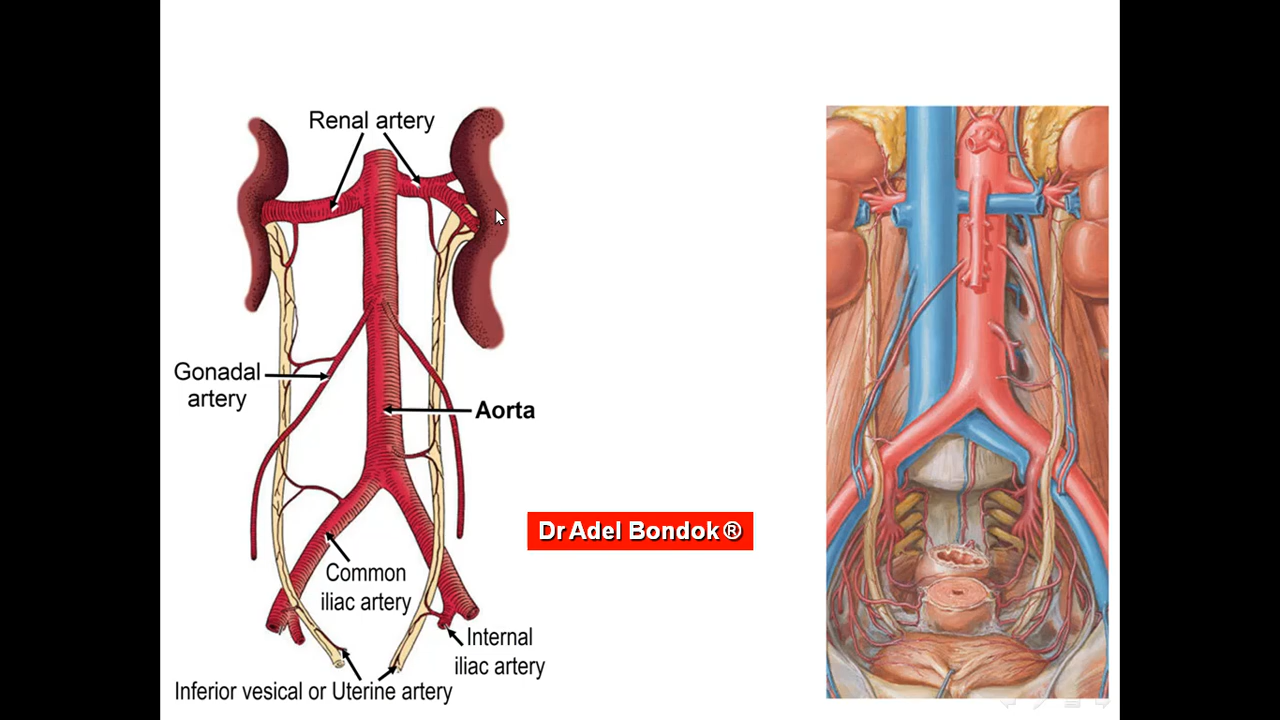 Renal artery
Gonadal
artery
Aorta
Dr Adel Bondok ®
Common
iliac artery
Internal
iliac artery
Inferior vesical or Uterine artery